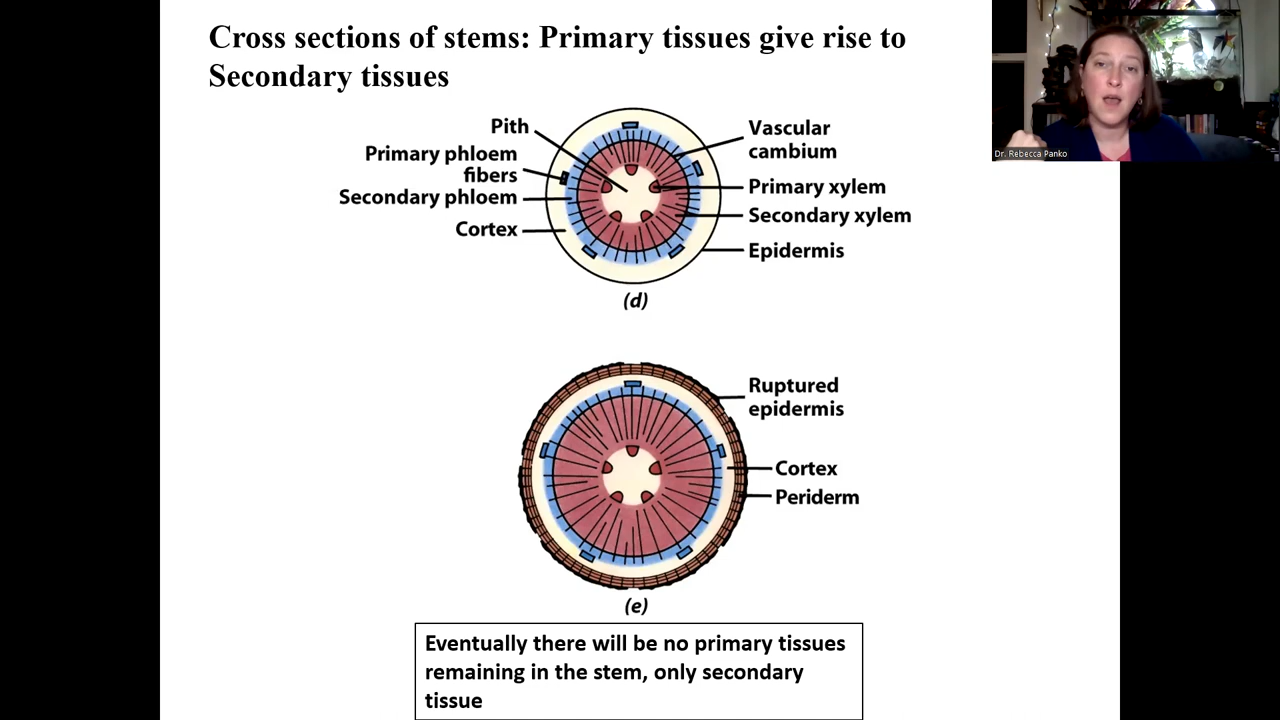 Cross sections of stems: Primary tissues give rise to
Secondary tissues
Dr. Rebecca Panko
Pith
Primary phloem
fibers
Secondary phloem
Cortex
Vascular
cambium
Primary xylem
Secondary xylem
Epidermis
(d)
Ruptured
epidermis
Cortex
Periderm
(e)
Eventually there will be no primary tissues
remaining in the stem, only secondary
tissue